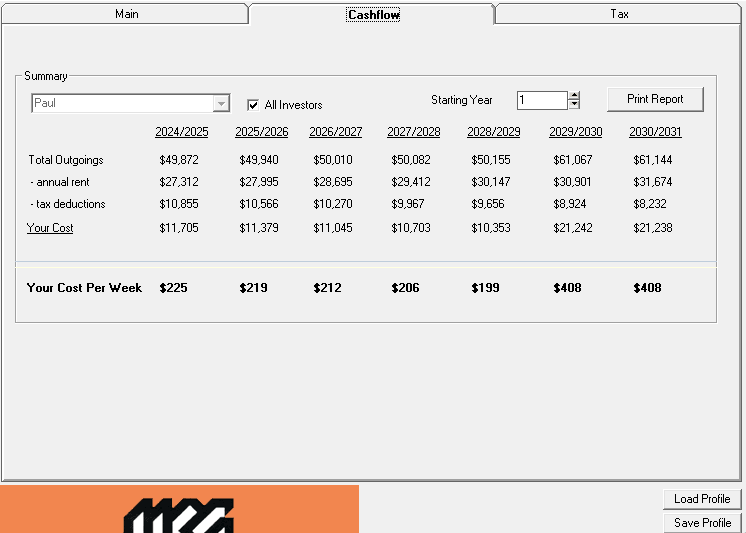 Main Cashflow Tax
Summary
Paul All Investors Starting Year 1 Print Report
2024/2025 2025/2026 2026/2027 2027/2028 2028/2029 2029/2030 2030/2031
Total Outgoings $49,872 $49,940 $50,010 $50,082 $50,155 $61,067 $61,144
- annual rent $27,312 $27,995 $28,695 $29,412 $30,147 $30,901 $31,674
- tax deductions $10,855 $10,566 $10,270 $9,967 $9,656 $8,924 $8,232
Your Cost $11,705 $11,379 $11,045 $10,703 $10,353 $21,242 $21,238
Your Cost Per Week $225 $219 $212 $206 $199 $408 $408
Load Profile
Save Profile